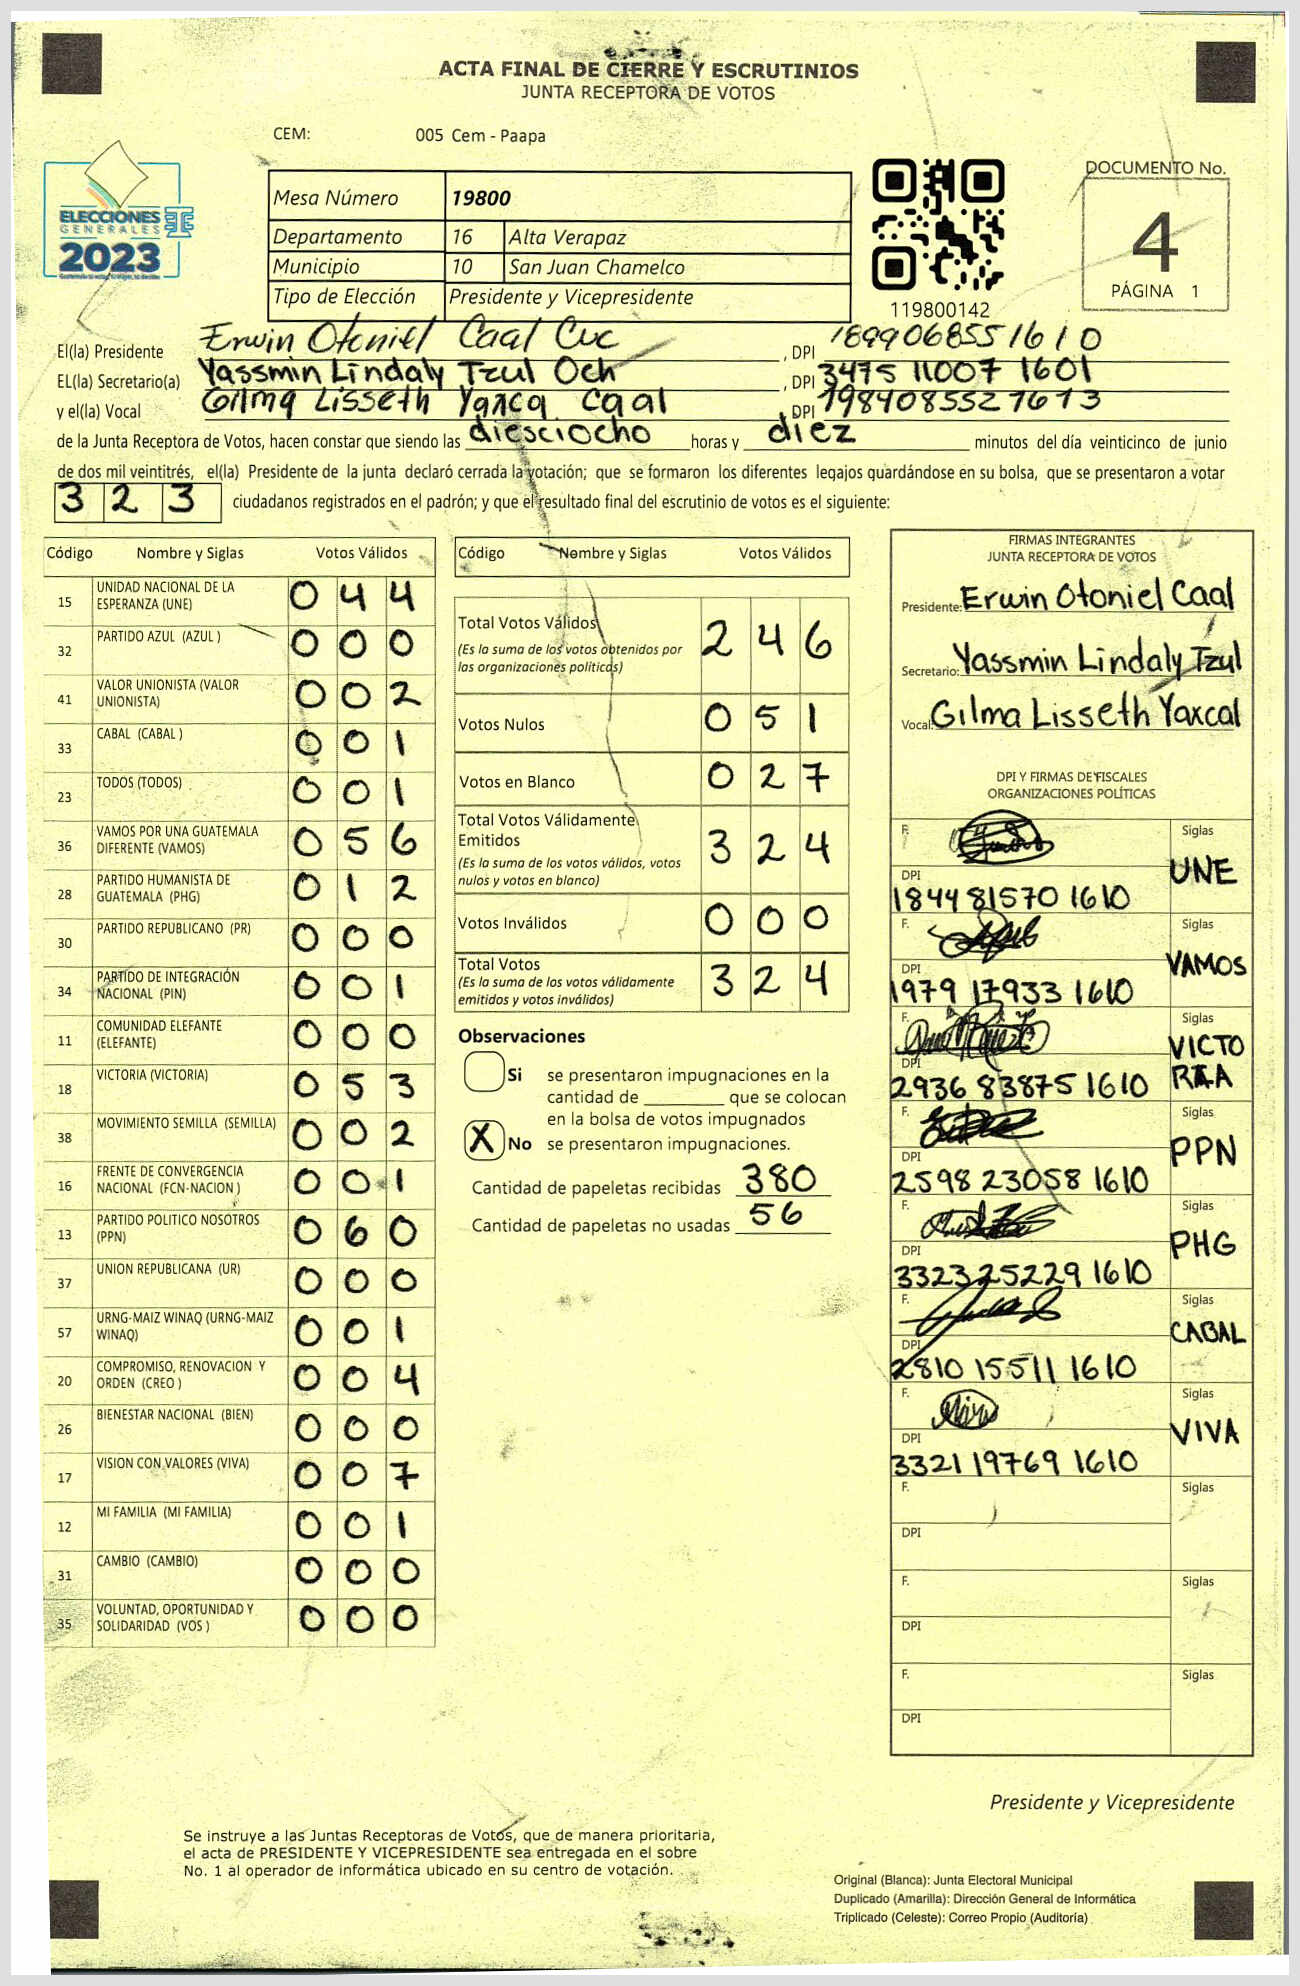 ACTA FINAL DE CIERRE Y ESCRUTINIOS
JUNTA RECEPTORA DE VOTOS
CEM: 005 Cem - Paapa
ELECCIONES
GENERALES
2023
Mesa Número 19800
Departamento 16 Alta Verapaz
Municipio 10 San Juan Chamelco
Tipo de Elección Presidente y Vicepresidente
119800142
DOCUMENTO No.
4
PÁGINA 1
El(la) Presidente Erwin Otoniel Caal Cuc , DPI 1899068551610
EL(la) Secretario(a) Yassmin Lindaly Tzul Och , DPI 3475 11007 1601
y el(la) Vocal Gilma Lisseth Yaxca Caal , DPI 1984085521613
de la Junta Receptora de Votos, hacen constar que siendo las diesciocho horas y diez minutos del día veinticinco de junio
de dos mil veintitrés, el(la) Presidente de la junta declaró cerrada la votación; que se formaron los diferentes legajos guardándose en su bolsa, que se presentaron a votar
3 2 3 ciudadanos registrados en el padrón; y que el resultado final del escrutinio de votos es el siguiente:
Código Nombre y Siglas Votos Válidos
15 UNIDAD NACIONAL DE LA ESPERANZA (UNE) 0 4 4
32 PARTIDO AZUL (AZUL ) 0 0 0
41 VALOR UNIONISTA (VALOR UNIONISTA) 0 0 2
33 CABAL (CABAL ) 0 0 1
23 TODOS (TODOS) 0 0 1
36 VAMOS POR UNA GUATEMALA DIFERENTE (VAMOS) 0 5 6
28 PARTIDO HUMANISTA DE GUATEMALA (PHG) 0 1 2
30 PARTIDO REPUBLICANO (PR) 0 0 0
34 PARTIDO DE INTEGRACIÓN NACIONAL (PIN) 0 0 1
11 COMUNIDAD ELEFANTE (ELEFANTE) 0 0 0
18 VICTORIA (VICTORIA) 0 5 3
38 MOVIMIENTO SEMILLA (SEMILLA) 0 0 2
16 FRENTE DE CONVERGENCIA NACIONAL (FCN-NACION ) 0 0 1
13 PARTIDO POLITICO NOSOTROS (PPN) 0 6 0
37 UNION REPUBLICANA (UR) 0 0 0
57 URNG-MAIZ WINAQ (URNG-MAIZ WINAQ) 0 0 1
20 COMPROMISO, RENOVACION Y ORDEN (CREO ) 0 0 4
26 BIENESTAR NACIONAL (BIEN) 0 0 0
17 VISION CON VALORES (VIVA) 0 0 7
12 MI FAMILIA (MI FAMILIA) 0 0 1
31 CAMBIO (CAMBIO) 0 0 0
35 VOLUNTAD, OPORTUNIDAD Y SOLIDARIDAD (VOS ) 0 0 0
Código Nombre y Siglas Votos Válidos
Total Votos Válidos 2 4 6
(Es la suma de los votos obtenidos por
las organizaciones políticas)
Votos Nulos 0 5 1
Votos en Blanco 0 2 7
Total Votos Válidamente
Emitidos 3 2 4
(Es la suma de los votos válidos, votos
nulos y votos en blanco)
Votos Inválidos 0 0 0
Total Votos 3 2 4
(Es la suma de los votos válidamente
emitidos y votos inválidos)
Observaciones
Si se presentaron impugnaciones en la
cantidad de ________ que se colocan
en la bolsa de votos impugnados
X No se presentaron impugnaciones.
Cantidad de papeletas recibidas 380
Cantidad de papeletas no usadas 56
FIRMAS INTEGRANTES
JUNTA RECEPTORA DE VOTOS
Presidente: Erwin Otoniel Caal
Secretario: Yassmin Lindaly Tzul
Vocal: Gilma Lisseth Yaxcal
DPI Y FIRMAS DE FISCALES
ORGANIZACIONES POLÍTICAS
F. Siglas
UNE
DPI
1844 81570 1610
F. Siglas
VAMOS
DPI
1979 17933 1610
F. Siglas
VICTO
RIA
DPI
2936 83875 1610
F. Siglas
PPN
DPI
2598 23058 1610
F. Siglas
PHG
DPI
3323 25229 1610
F. Siglas
CABAL
DPI
2810 15511 1610
F. Siglas
VIVA
DPI
3321 19769 1610
F. Siglas
DPI
F. Siglas
DPI
F. Siglas
DPI
Presidente y Vicepresidente
Se instruye a las Juntas Receptoras de Votos, que de manera prioritaria,
el acta de PRESIDENTE Y VICEPRESIDENTE sea entregada en el sobre
No. 1 al operador de informática ubicado en su centro de votación.
Original (Blanca): Junta Electoral Municipal
Duplicado (Amarilla): Dirección General de Informática
Triplicado (Celeste): Correo Propio (Auditoría)